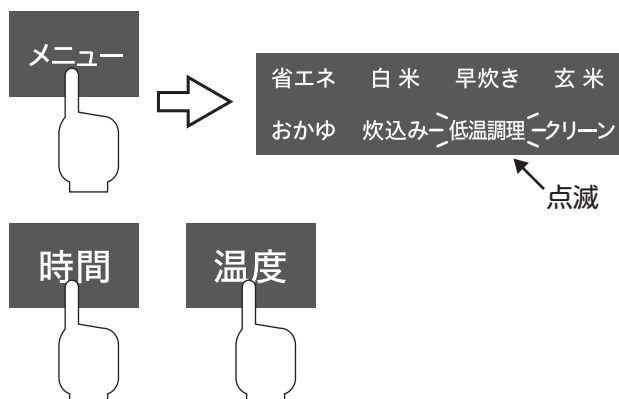 メニュー
省エネ 白米 早炊き 玄米
おかゆ 炊込み 低温調理 クリーン
点滅
時間 温度